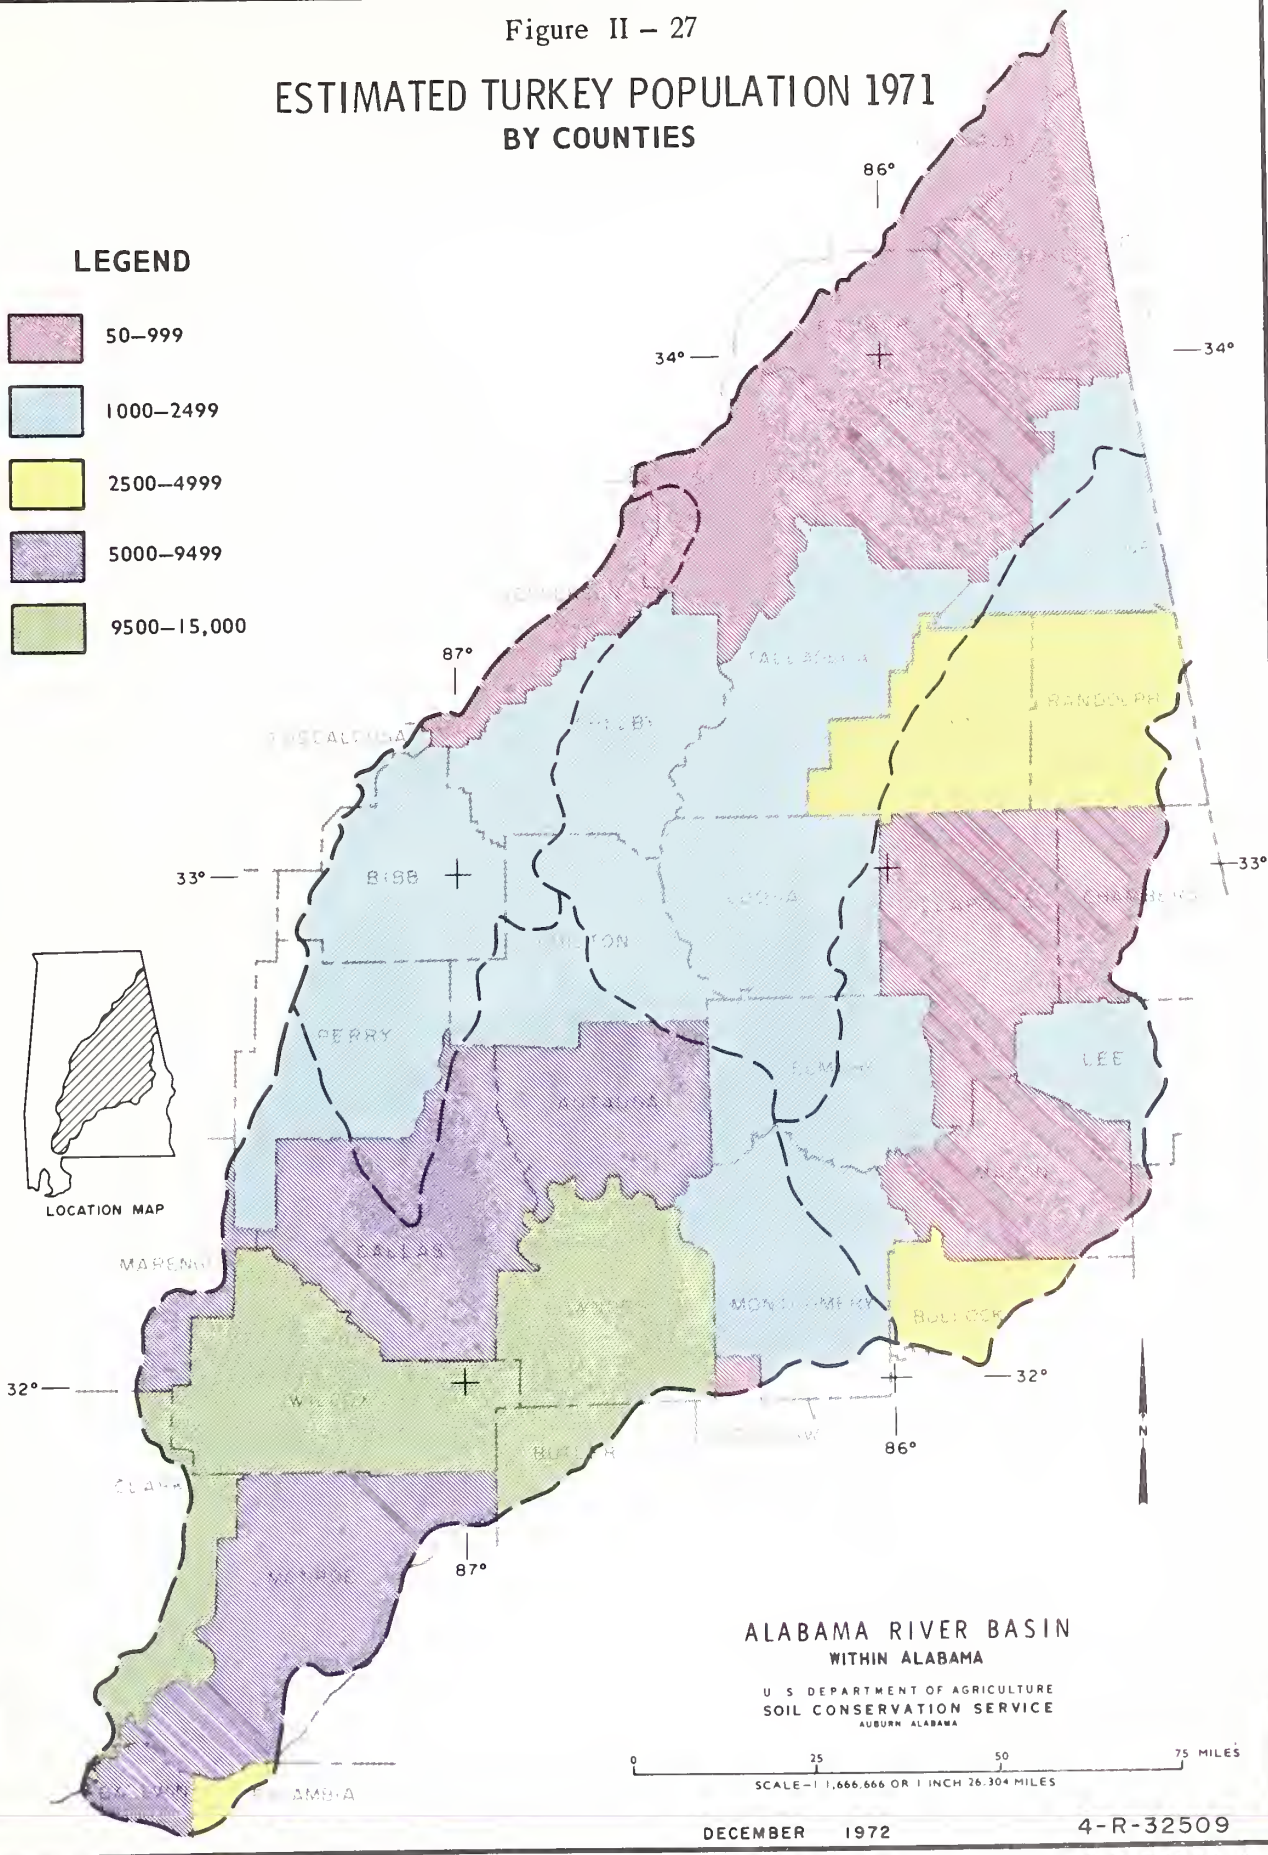 Figure II – 27
ESTIMATED TURKEY POPULATION 1971
BY COUNTIES
86°
LEGEND
50–999
34°
34°
1000–2499
2500–4999
5000–9499
9500–15,000
87°
RANDOLPH
33°
BIBB
33°
PERRY
LEE
AUTAUGA
LOCATION MAP
DALLAS
MONTGOMERY
BULLOCK
32°
32°
WILCOX
86°
BUTLER
87°
MONROE
ALABAMA RIVER BASIN
WITHIN ALABAMA
U S DEPARTMENT OF AGRICULTURE
SOIL CONSERVATION SERVICE
AUBURN ALABAMA
0 25 50 75 MILES
SCALE–1 1,666,666 OR 1 INCH 26.304 MILES
N
DECEMBER 1972
4-R-32509